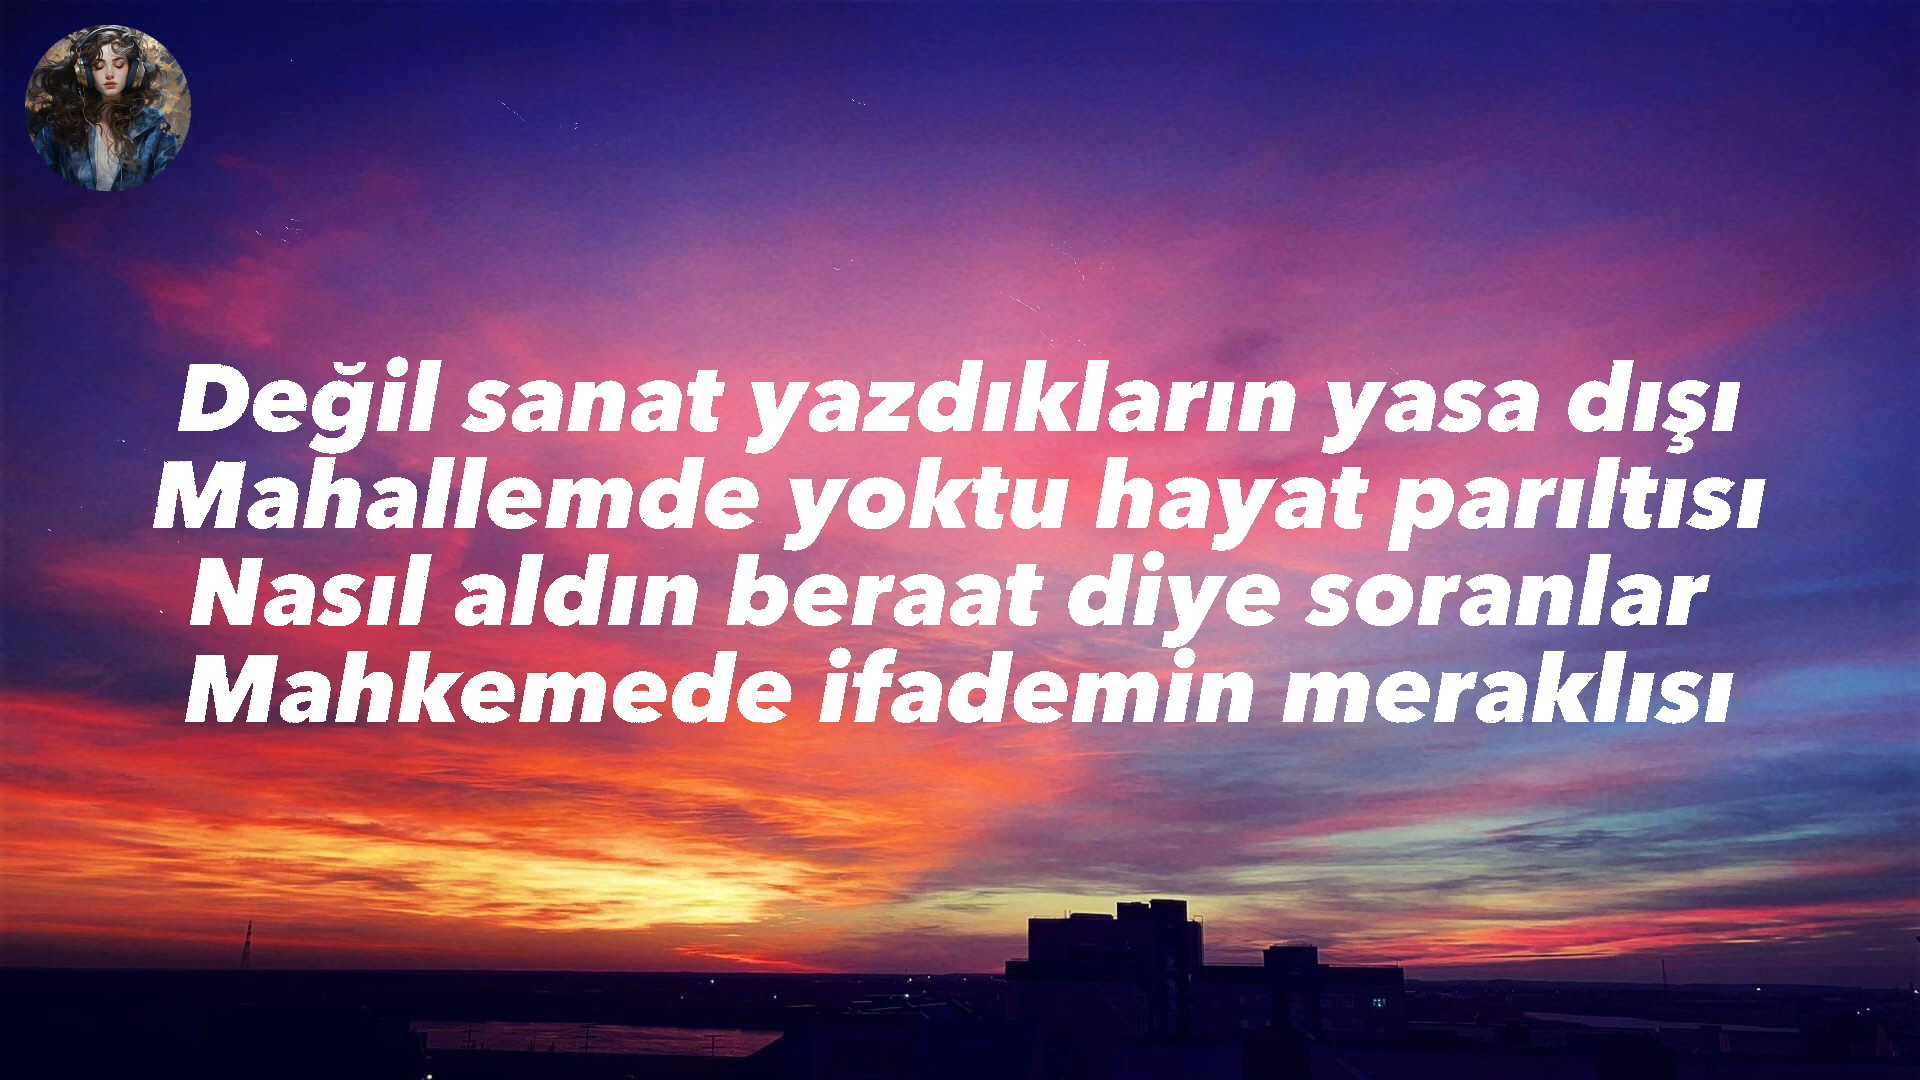 Değil sanat yazdıkların yasa dışı
Mahallemde yoktu hayat parıltısı
Nasıl aldın beraat diye soranlar
Mahkemede ifademin meraklısı